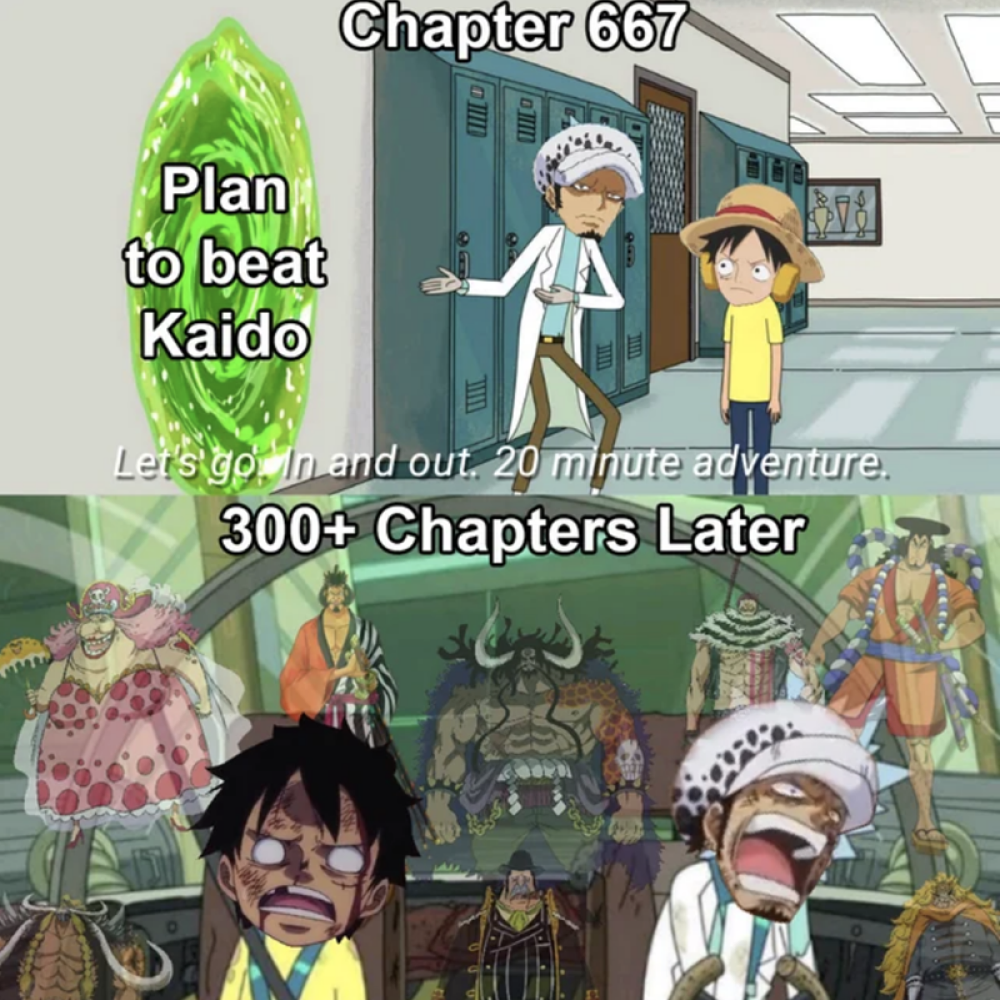 Chapter 667
Plan
to beat
Kaido
Let's go. In and out. 20 minute adventure.
300+ Chapters Later